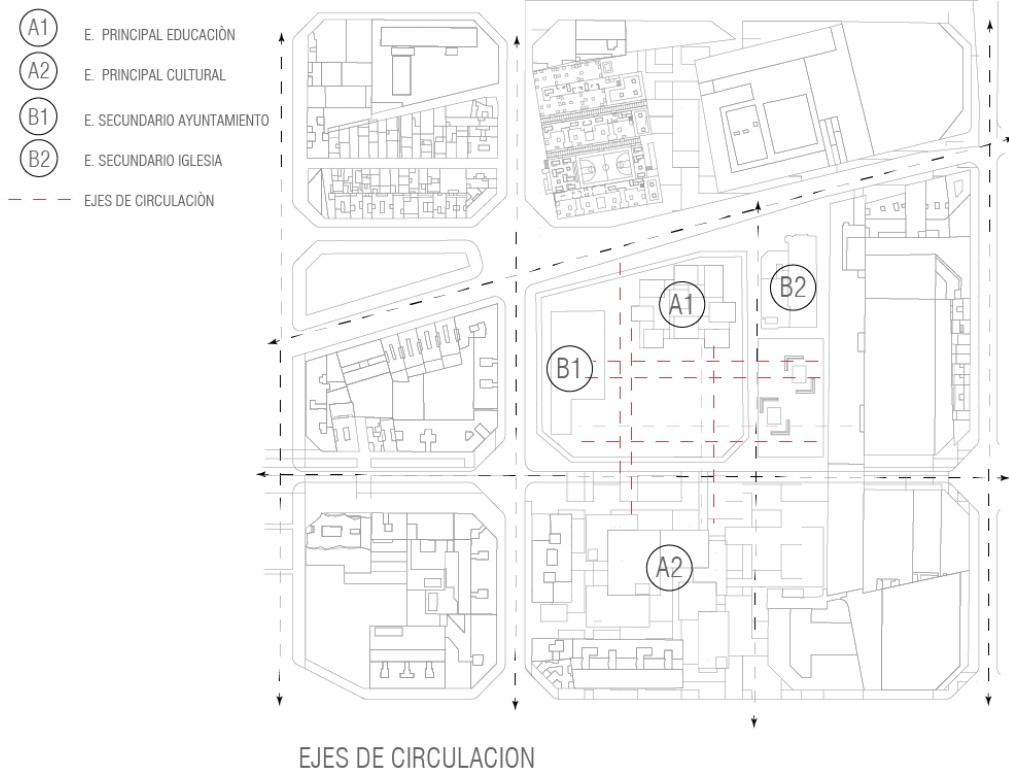 A1 E. PRINCIPAL EDUCACIÒN
A2 E. PRINCIPAL CULTURAL
B1 E. SECUNDARIO AYUNTAMIENTO
B2 E. SECUNDARIO IGLESIA
EJES DE CIRCULACIÒN
B2
A1
B1
A2
EJES DE CIRCULACION